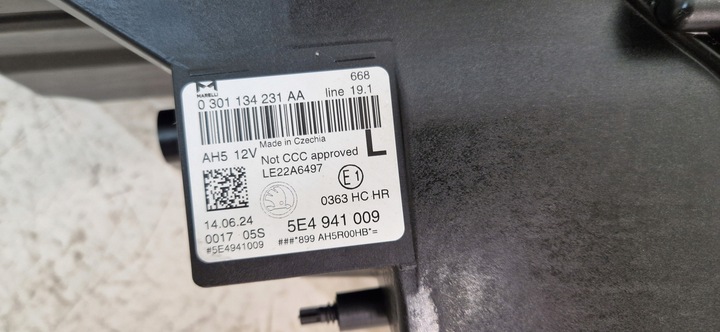 668
MARELLI
0 301 134 231 AA line 19.1
Made in Czechia
AH5 12V
Not CCC approved
L
LE22A6497
E1
0363 HC HR
14.06.24
5E4 941 009
0017 05S
#5E4941009
###*899 AH5R00HB*=